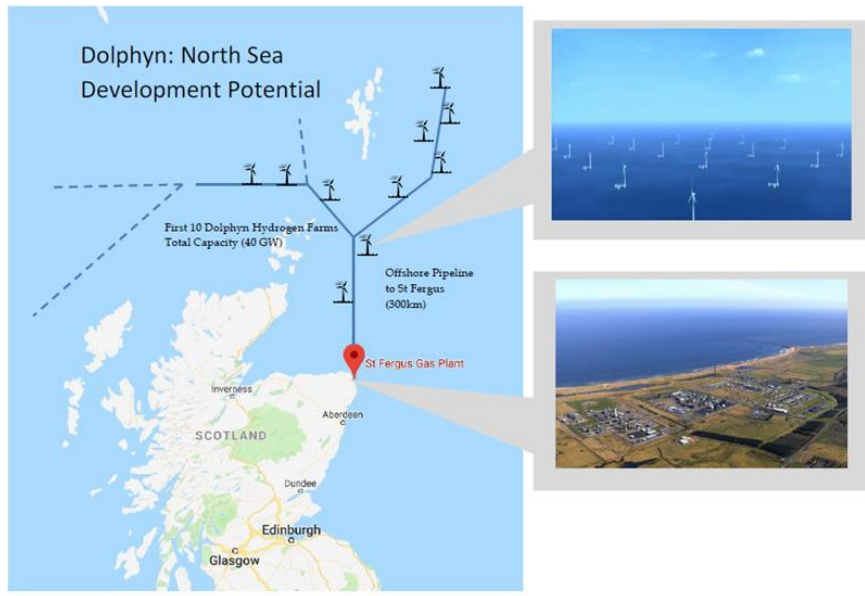 Dolphyn: North Sea
Development Potential
First 10 Dolphyn Hydrogen Farms
Total Capacity (40 GW)
Offshore Pipeline
to St Fergus
(300km)
St Fergus Gas Plant
Inverness
Aberdeen
SCOTLAND
Dundee
Edinburgh
Glasgow